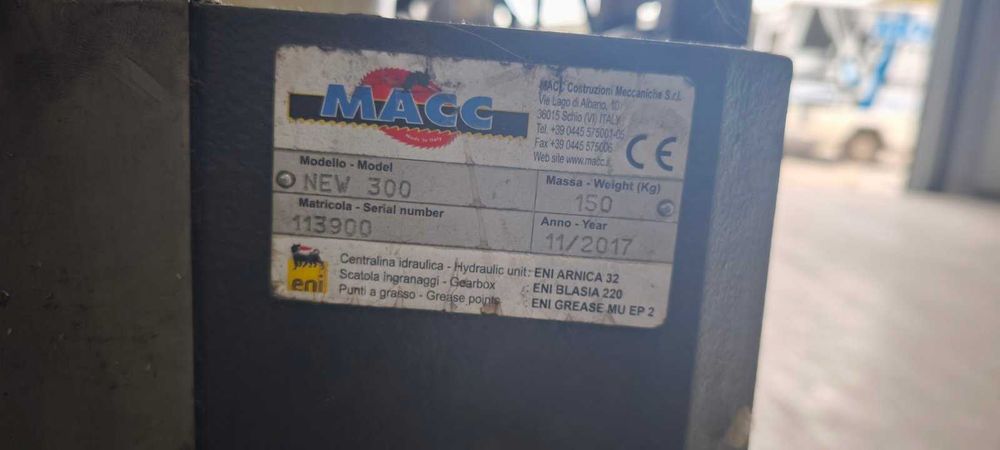 MACC
Made in Italy
MACC Costruzioni Meccaniche S.r.l.
Via Lago di Albano, 10
36015 Schio (VI) ITALY
Tel. +39 0445 575001-05
Fax +39 0445 575006
Web site www.macc.it
CE
Modello - Model
NEW 300
Massa - Weight (Kg)
150
Matricola - Serial number
113900
Anno - Year
11/2017
eni
Centralina idraulica - Hydraulic unit: ENI ARNICA 32
Scatola ingranaggi - Gearbox : ENI BLASIA 220
Punti a grasso - Grease points : ENI GREASE MU EP 2